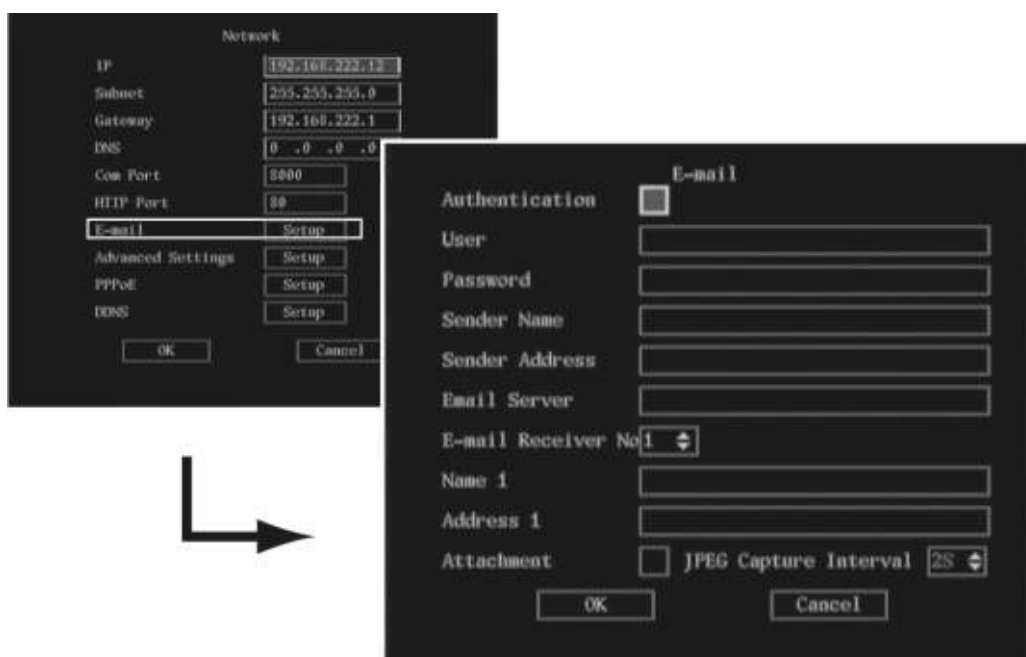 Network
IP 192.168.222.12
Subnet 255.255.255.0
Gateway 192.168.222.1
DNS 0 .0 .0 .0
Com Port 8000
HTTP Port 80
E-mail Setup
Advanced Settings Setup
PPPoE Setup
DDNS Setup
OK Cancel
E-mail
Authentication
User
Password
Sender Name
Sender Address
Email Server
E-mail Receiver No 1
Name 1
Address 1
Attachment JPEG Capture Interval 2S
OK Cancel